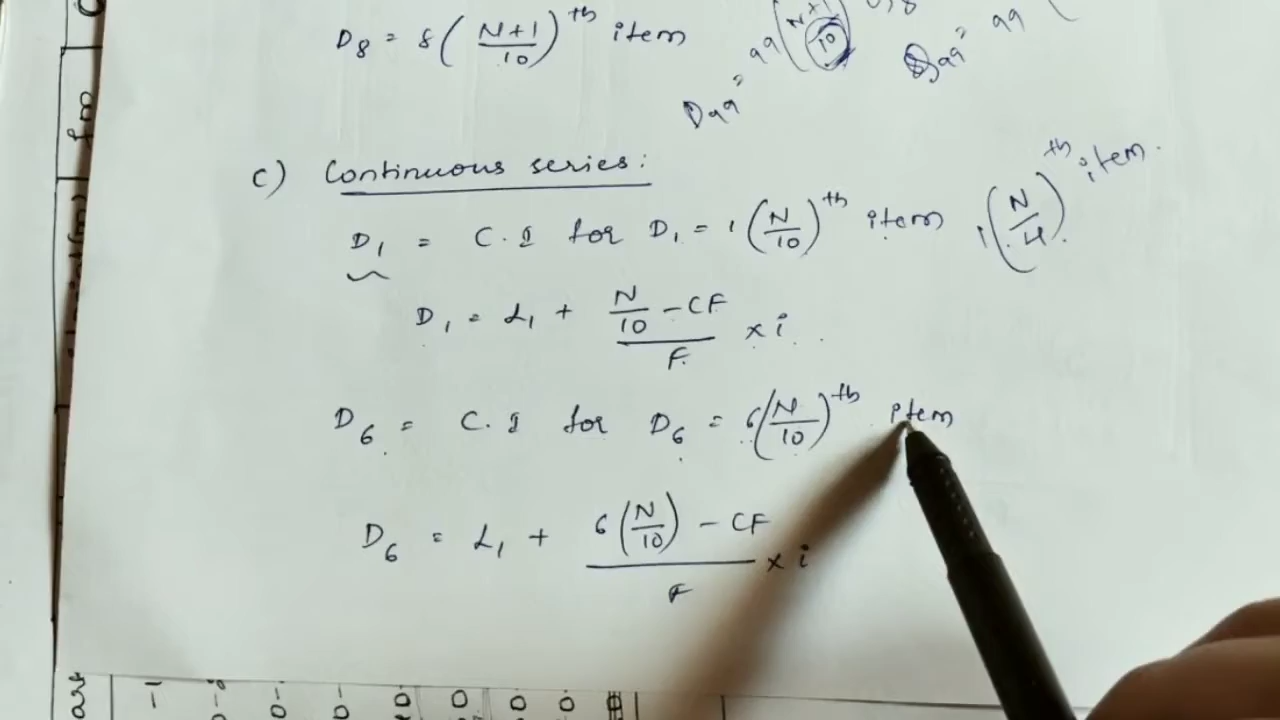 D8 = 8 ( N+1 / 10 )th item
D99 = 99 ( N+1 / 10 )
99 = 99 (
c) Continuous series:
D1 = C.I for D1 = 1 ( N / 10 )th item 1 ( N / 4 )th item.
D1 = L1 + N/10 - CF / F × i
D6 = C.I for D6 = 6 ( N / 10 )th item
D6 = L1 + 6 ( N / 10 ) - CF / F × i